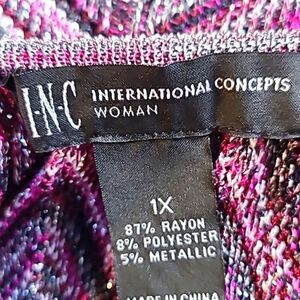 I·N·C INTERNATIONAL CONCEPTS
WOMAN
1X
87% RAYON
8% POLYESTER
5% METALLIC
MADE IN CHINA